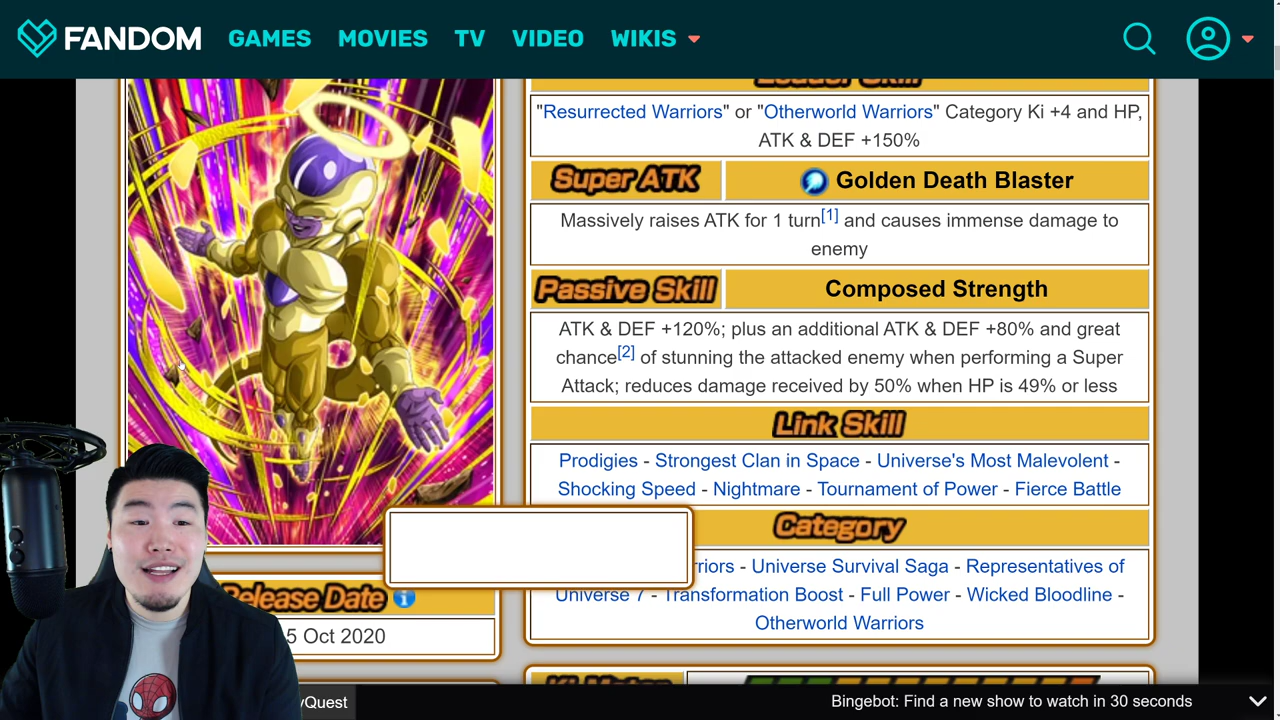 FANDOM GAMES MOVIES TV VIDEO WIKIS
Leader Skill
"Resurrected Warriors" or "Otherworld Warriors" Category Ki +4 and HP,
ATK & DEF +150%
Super ATK Golden Death Blaster
Massively raises ATK for 1 turn[1] and causes immense damage to
enemy
Passive Skill Composed Strength
ATK & DEF +120%; plus an additional ATK & DEF +80% and great
chance[2] of stunning the attacked enemy when performing a Super
Attack; reduces damage received by 50% when HP is 49% or less
Link Skill
Prodigies - Strongest Clan in Space - Universe's Most Malevolent -
Shocking Speed - Nightmare - Tournament of Power - Fierce Battle
Category
- Universe Survival Saga - Representatives of
Universe 7 - Transformation Boost - Full Power - Wicked Bloodline -
Otherworld Warriors
Release Date i
5 Oct 2020
Ki Meter
Bingebot: Find a new show to watch in 30 seconds